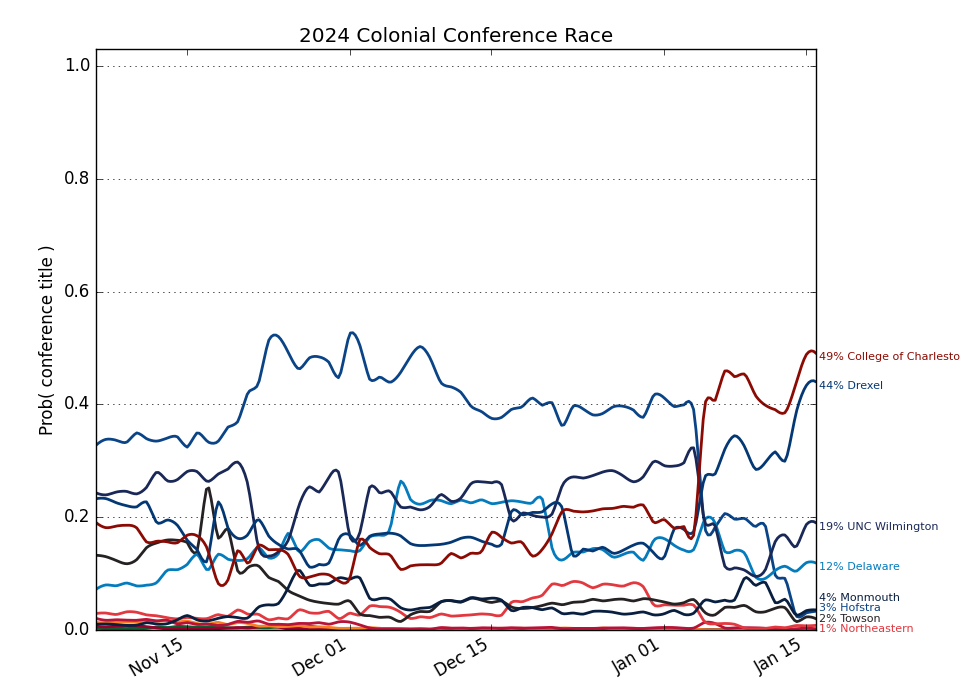 2024 Colonial Conference Race
Prob( conference title )
1.0
0.8
0.6
0.4
0.2
0.0
Nov 15
Dec 01
Dec 15
Jan 01
Jan 15
49% College of Charlesto
44% Drexel
19% UNC Wilmington
12% Delaware
4% Monmouth
3% Hofstra
2% Towson
1% Northeastern